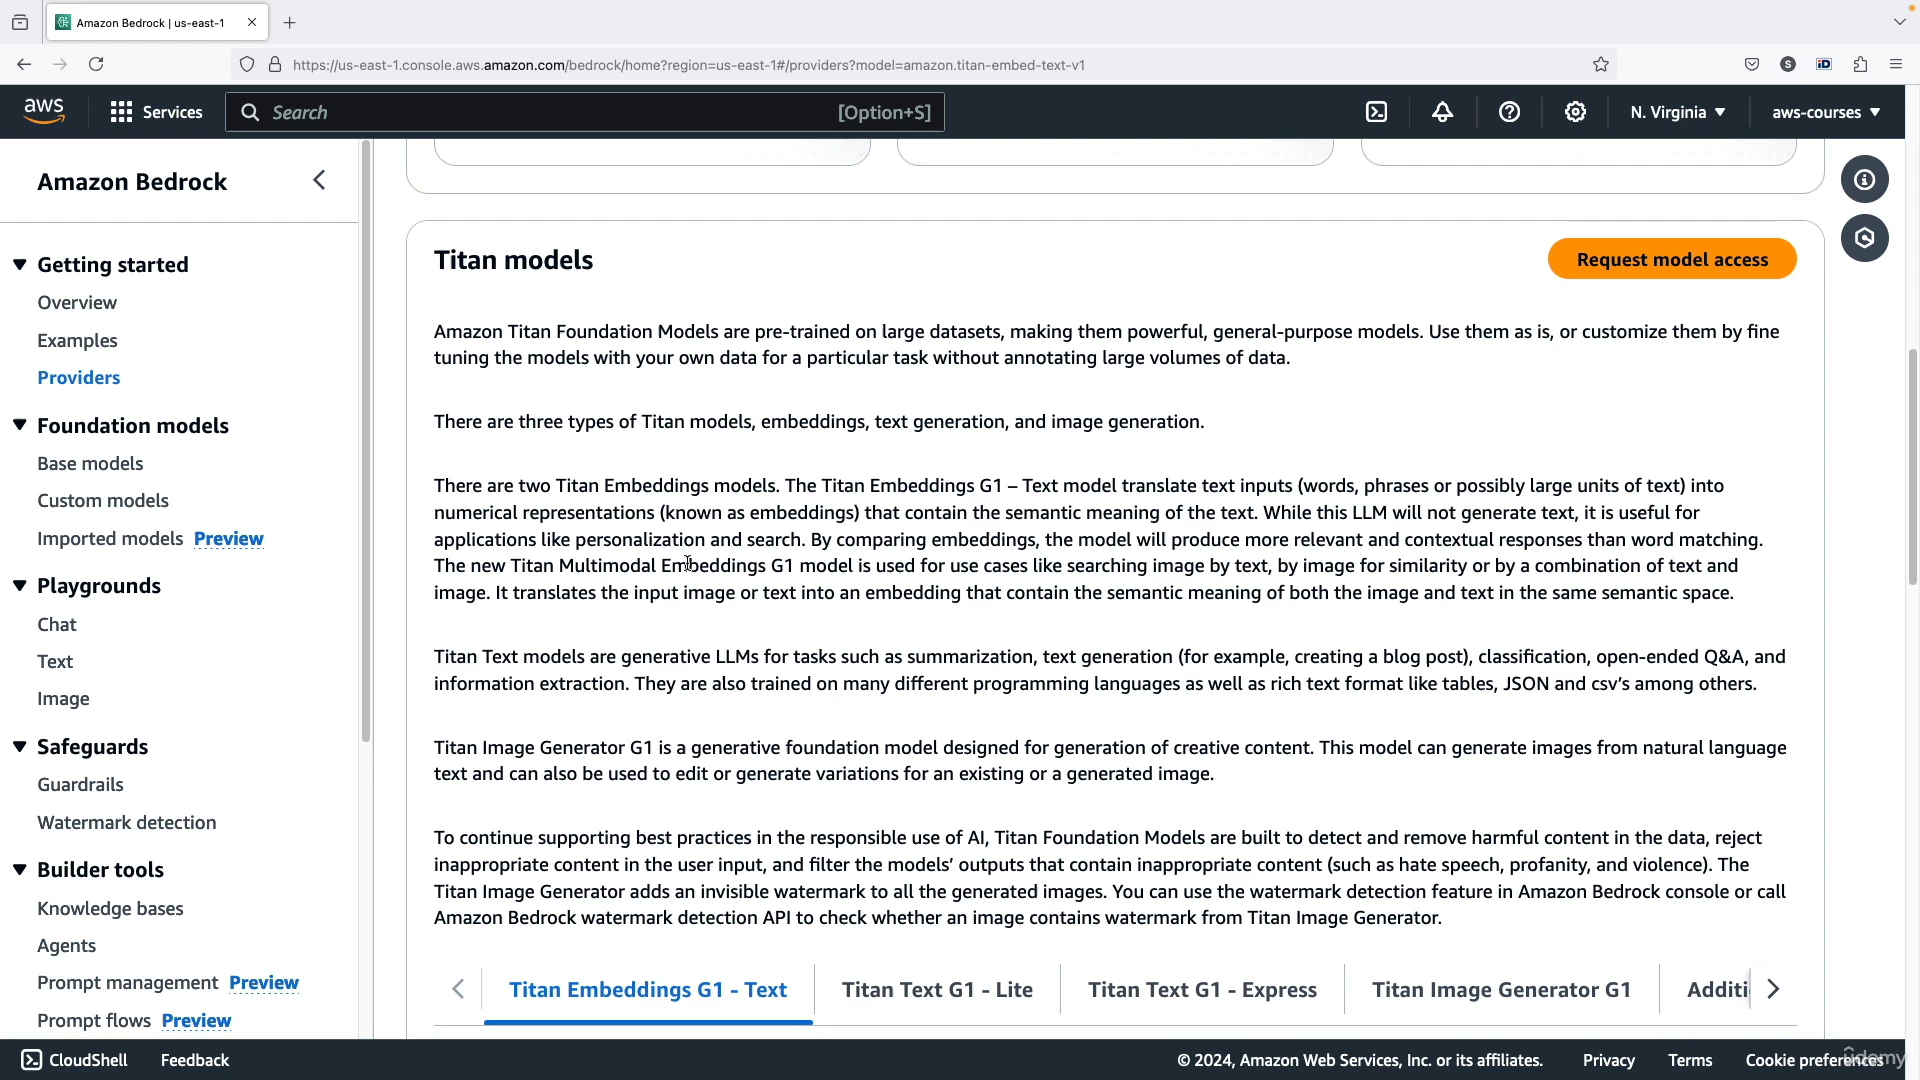 Amazon Bedrock | us-east-1
https://us-east-1.console.aws.amazon.com/bedrock/home?region=us-east-1#/providers?model=amazon.titan-embed-text-v1
S
iD
aws
Services
Search
[Option+S]
N. Virginia
aws-courses
Amazon Bedrock
Getting started
Overview
Examples
Providers
Foundation models
Base models
Custom models
Imported models Preview
Playgrounds
Chat
Text
Image
Safeguards
Guardrails
Watermark detection
Builder tools
Knowledge bases
Agents
Prompt management Preview
Prompt flows Preview
Titan models
Request model access
Amazon Titan Foundation Models are pre-trained on large datasets, making them powerful, general-purpose models. Use them as is, or customize them by fine
tuning the models with your own data for a particular task without annotating large volumes of data.
There are three types of Titan models, embeddings, text generation, and image generation.
There are two Titan Embeddings models. The Titan Embeddings G1 – Text model translate text inputs (words, phrases or possibly large units of text) into
numerical representations (known as embeddings) that contain the semantic meaning of the text. While this LLM will not generate text, it is useful for
applications like personalization and search. By comparing embeddings, the model will produce more relevant and contextual responses than word matching.
The new Titan Multimodal Embeddings G1 model is used for use cases like searching image by text, by image for similarity or by a combination of text and
image. It translates the input image or text into an embedding that contain the semantic meaning of both the image and text in the same semantic space.
Titan Text models are generative LLMs for tasks such as summarization, text generation (for example, creating a blog post), classification, open-ended Q&A, and
information extraction. They are also trained on many different programming languages as well as rich text format like tables, JSON and csv’s among others.
Titan Image Generator G1 is a generative foundation model designed for generation of creative content. This model can generate images from natural language
text and can also be used to edit or generate variations for an existing or a generated image.
To continue supporting best practices in the responsible use of AI, Titan Foundation Models are built to detect and remove harmful content in the data, reject
inappropriate content in the user input, and filter the models’ outputs that contain inappropriate content (such as hate speech, profanity, and violence). The
Titan Image Generator adds an invisible watermark to all the generated images. You can use the watermark detection feature in Amazon Bedrock console or call
Amazon Bedrock watermark detection API to check whether an image contains watermark from Titan Image Generator.
Titan Embeddings G1 - Text
Titan Text G1 - Lite
Titan Text G1 - Express
Titan Image Generator G1
Additi
CloudShell
Feedback
© 2024, Amazon Web Services, Inc. or its affiliates.
Privacy
Terms
Cookie preferences
udemy